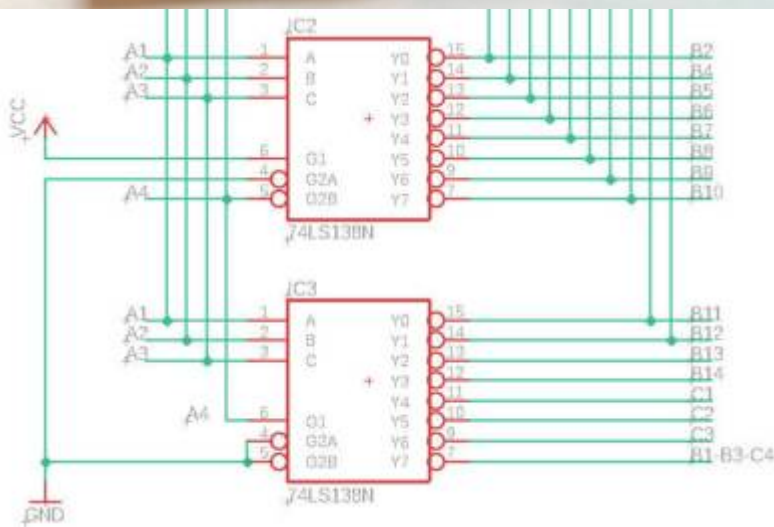 IC2
A1 1 A Y0 15 B2
A2 2 B Y1 14 B4
A3 3 C Y2 13 B5
Y3 12 B6
VCC
Y4 11 B7
6 G1 Y5 10 B8
4 G2A Y6 9 B9
A4 5 G2B Y7 7 B10
74LS138N
IC3
A1 1 A Y0 15 B11
A2 2 B Y1 14 B12
A3 3 C Y2 13 B13
Y3 12 B14
Y4 11 C1
A4 6 G1 Y5 10 C2
4 G2A Y6 9 C3
5 G2B Y7 7 B1-B3-C4
74LS138N
GND